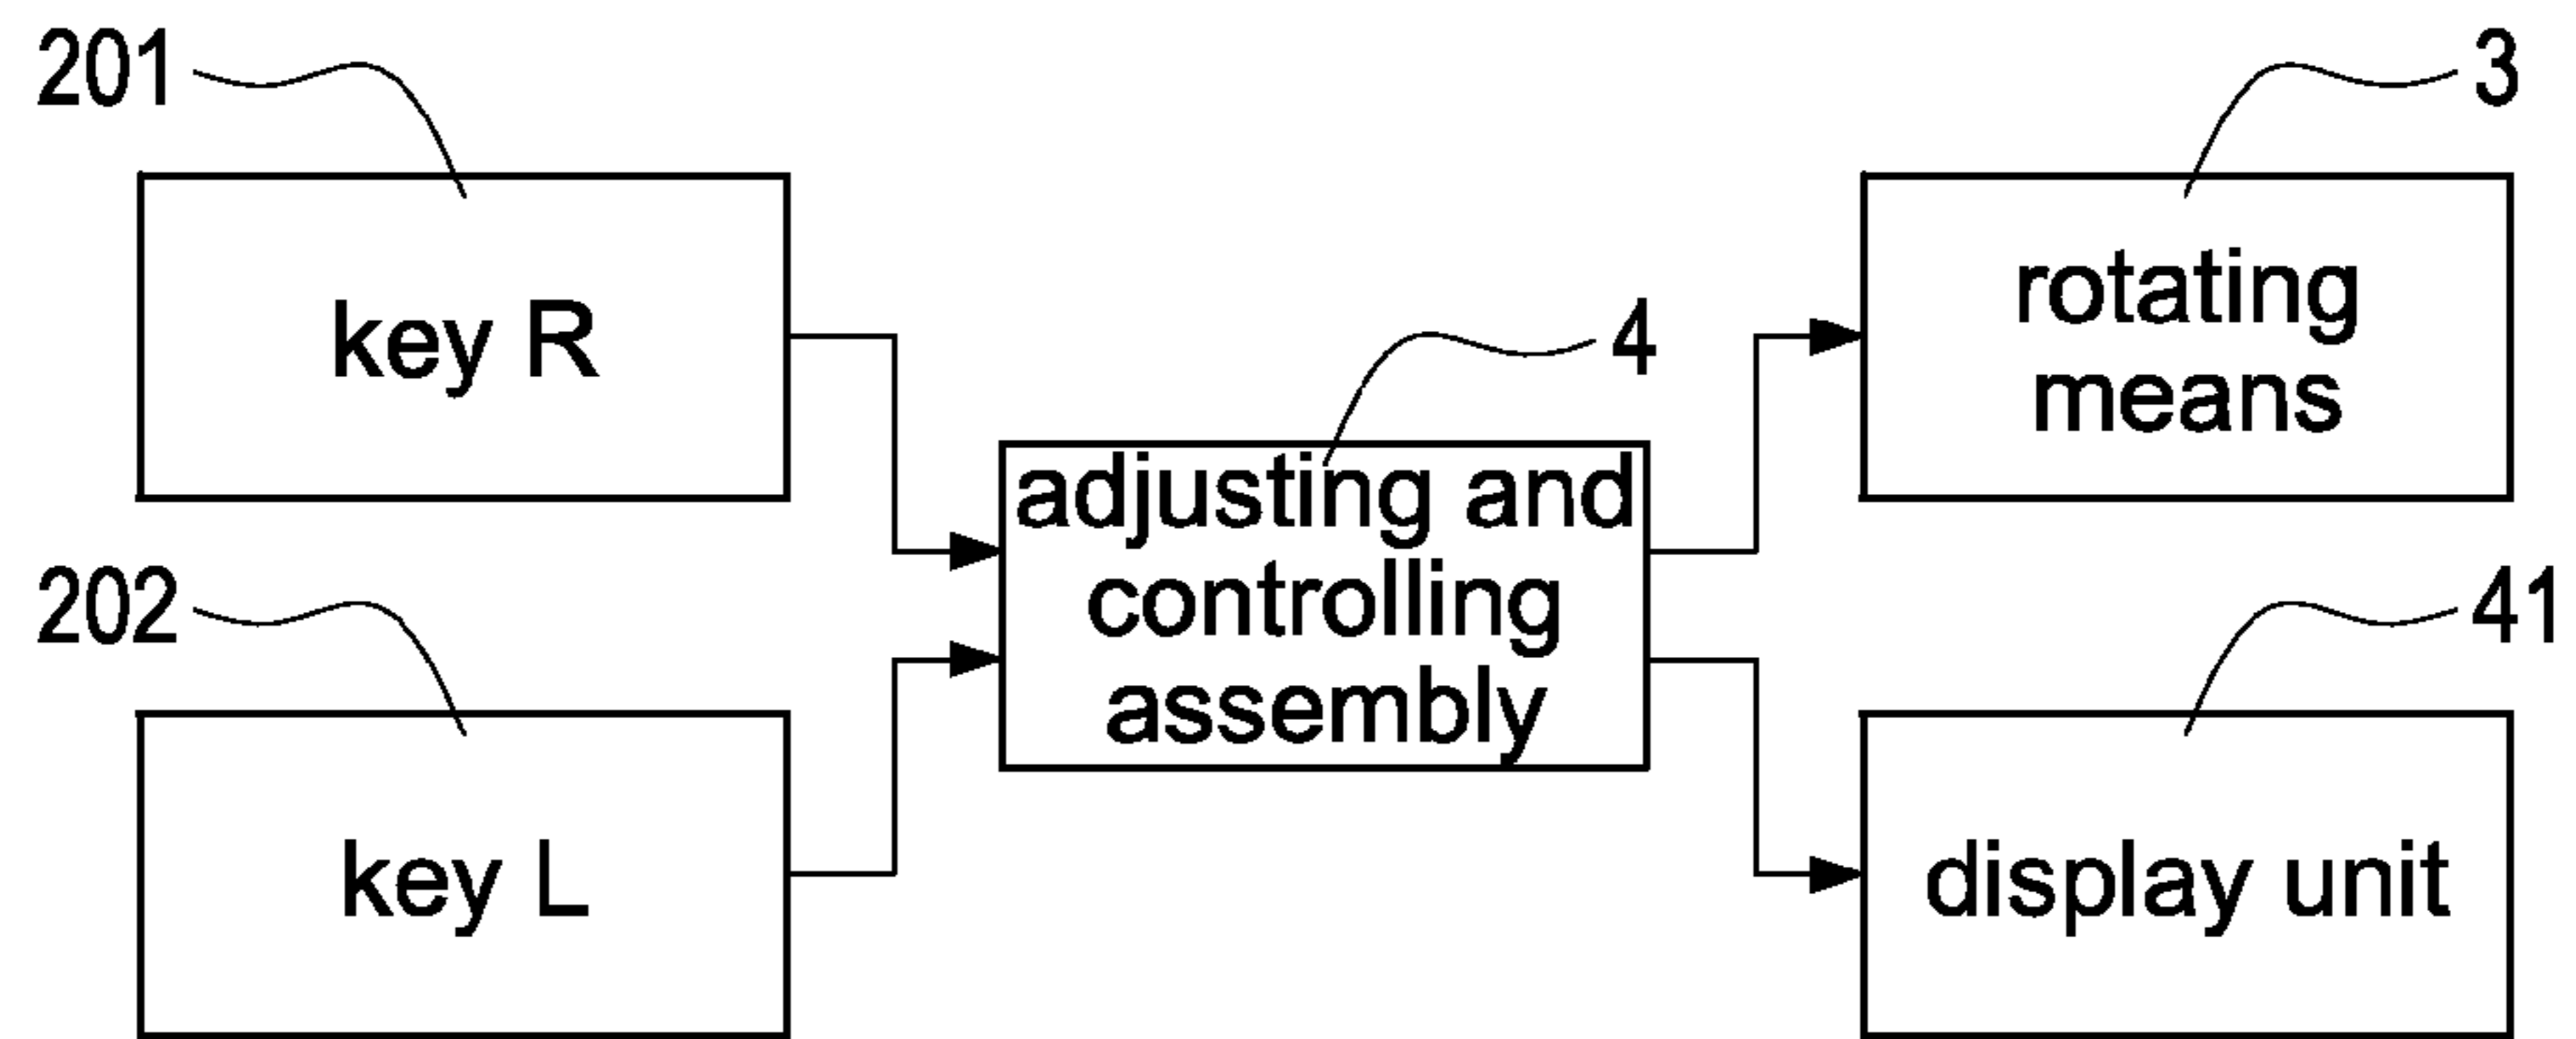 201
key R
202
key L
4
adjusting and
controlling
assembly
3
rotating
means
41
display unit